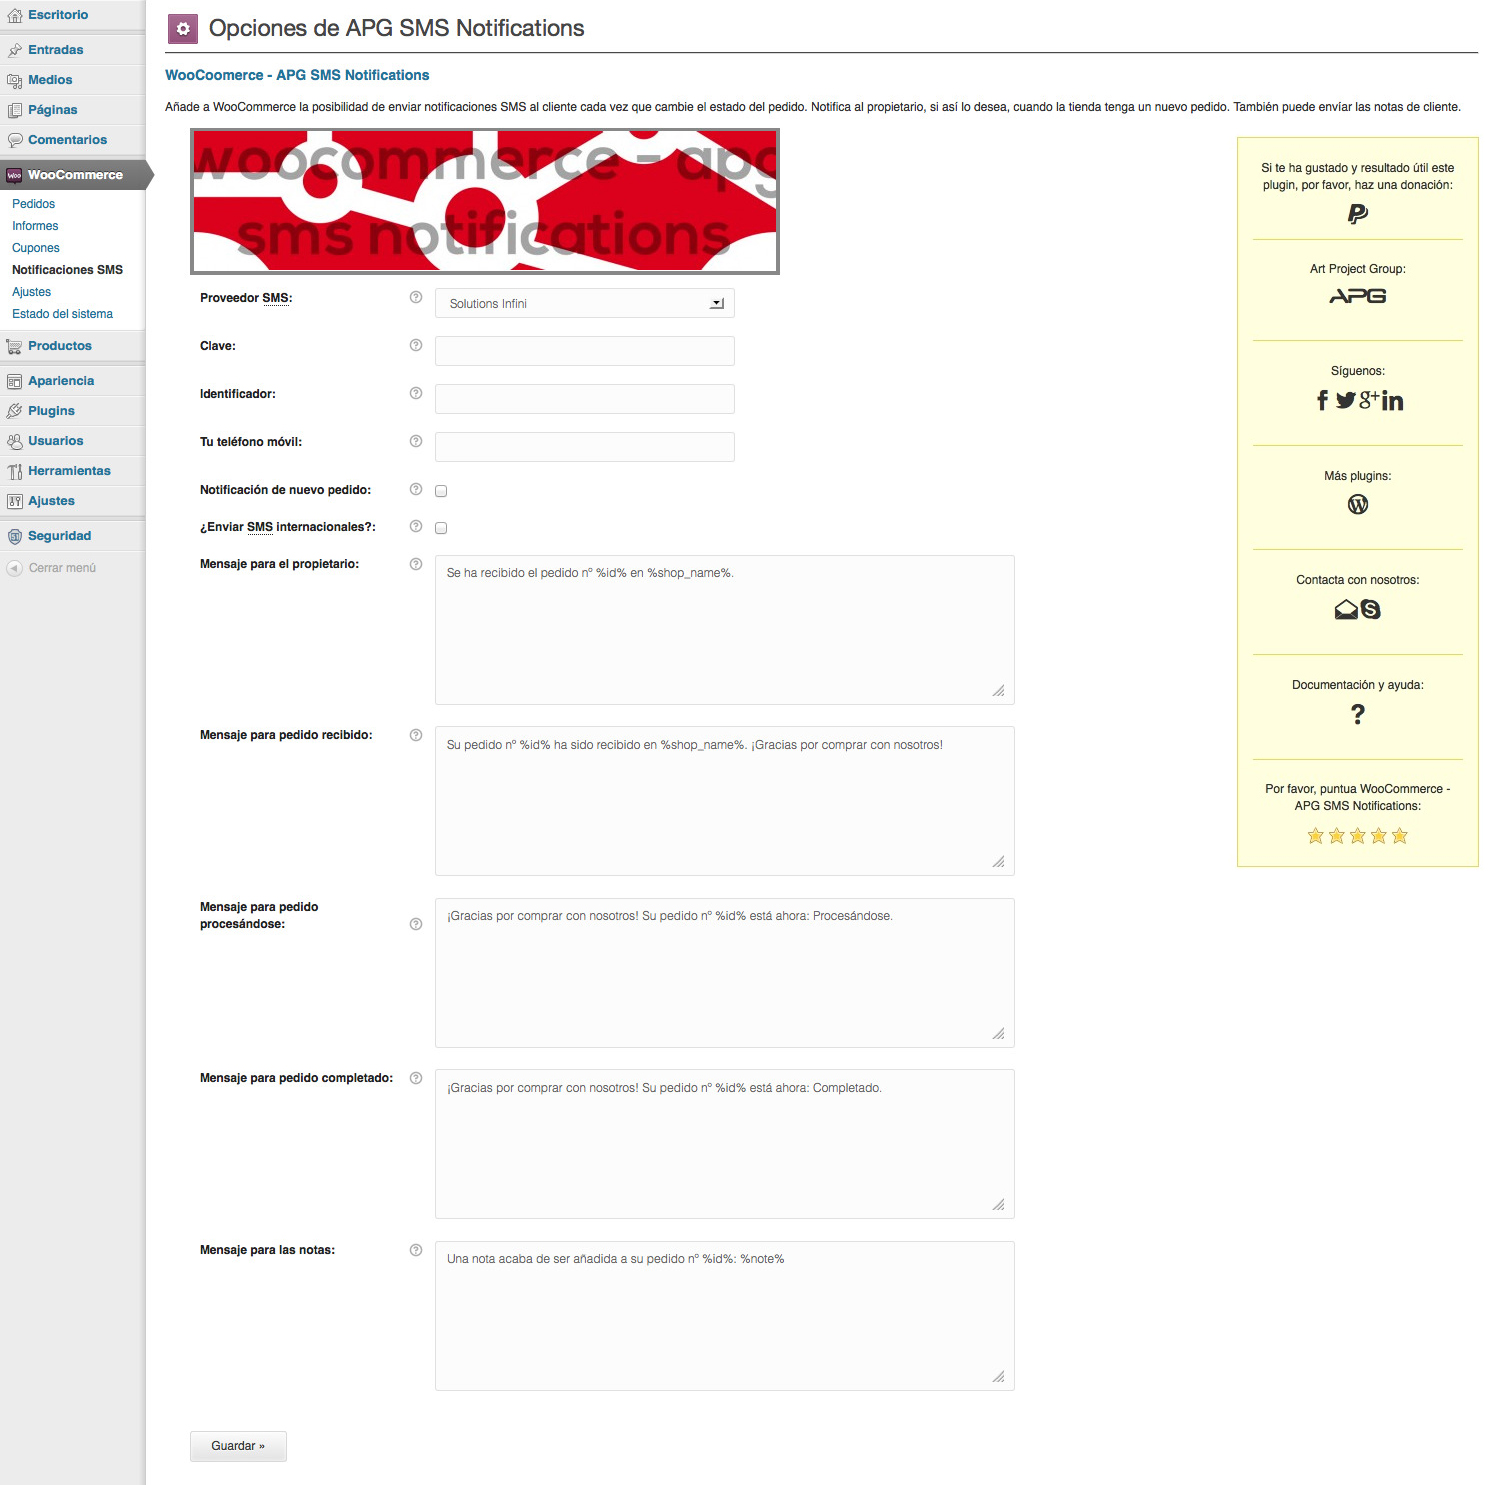 Escritorio
Entradas
Medios
Páginas
Comentarios
WooCommerce
Pedidos
Informes
Cupones
Notificaciones SMS
Ajustes
Estado del sistema
Productos
Apariencia
Plugins
Usuarios
Herramientas
Ajustes
Seguridad
Cerrar menú
Opciones de APG SMS Notifications
WooCoomerce - APG SMS Notifications
Añade a WooCommerce la posibilidad de enviar notificaciones SMS al cliente cada vez que cambie el estado del pedido. Notifica al propietario, si así lo desea, cuando la tienda tenga un nuevo pedido. También puede envíar las notas de cliente.
woocommerce - apg
sms notifications
Proveedor SMS:
Solutions Infini
Clave:
Identificador:
Tu teléfono móvil:
Notificación de nuevo pedido:
¿Enviar SMS internacionales?:
Mensaje para el propietario:
Se ha recibido el pedido nº %id% en %shop_name%.
Mensaje para pedido recibido:
Su pedido nº %id% ha sido recibido en %shop_name%. ¡Gracias por comprar con nosotros!
Mensaje para pedido
procesándose:
¡Gracias por comprar con nosotros! Su pedido nº %id% está ahora: Procesándose.
Mensaje para pedido completado:
¡Gracias por comprar con nosotros! Su pedido nº %id% está ahora: Completado.
Mensaje para las notas:
Una nota acaba de ser añadida a su pedido nº %id%: %note%
Guardar »
Si te ha gustado y resultado útil este
plugin, por favor, haz una donación:
Art Project Group:
APG
Síguenos:
Más plugins:
Contacta con nosotros:
Documentación y ayuda:
?
Por favor, puntua WooCommerce -
APG SMS Notifications: